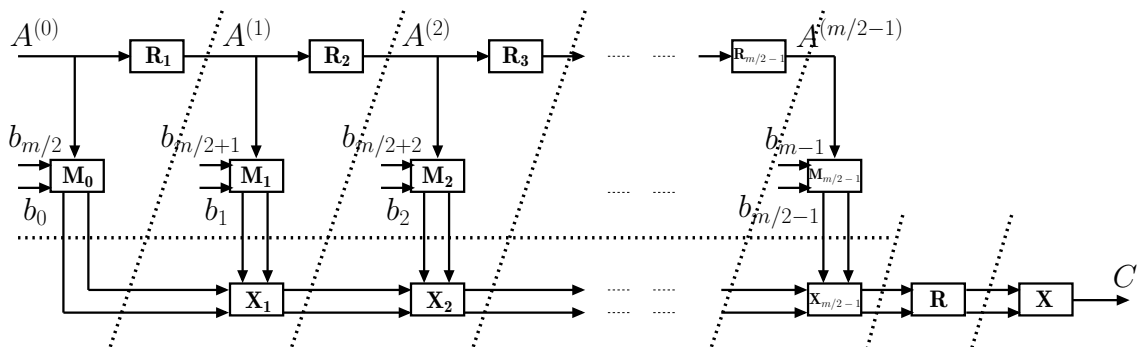 A^{(0)} R_1 A^{(1)} R_2 A^{(2)} R_3 ..... ..... R_{m/2−1} A^{(m/2−1)}
b_{m/2} b_{m/2+1} b_{m/2+2} b_{m−1}
M_0 M_1 M_2 ..... ..... M_{m/2−1}
b_0 b_1 b_2 b_{m/2−1}
C
X_1 X_2 ..... ..... X_{m/2−1} R X